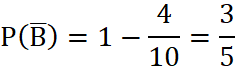 P(B̅) = 1 − 4/10 = 3/5